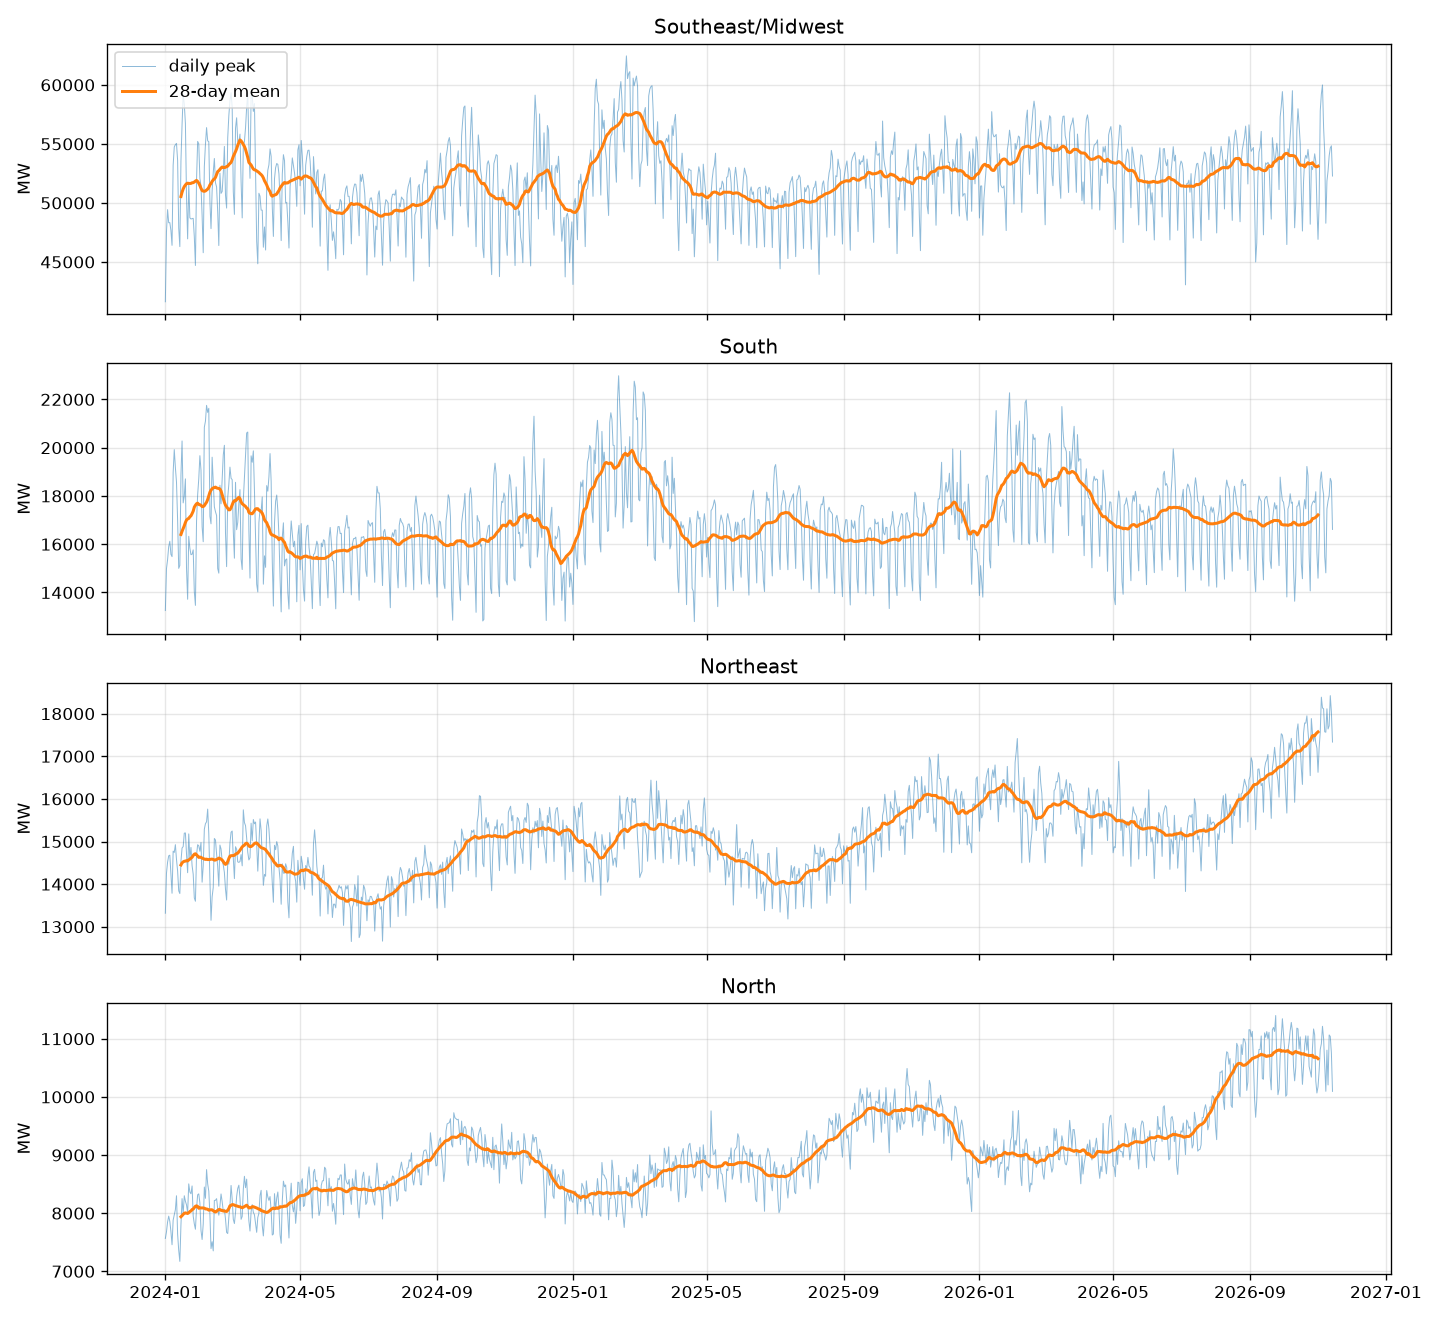 Southeast/Midwest
daily peak
28-day mean
60000
55000
50000
45000
MW
South
22000
20000
18000
16000
14000
MW
Northeast
18000
17000
16000
15000
14000
13000
MW
North
11000
10000
9000
8000
7000
MW
2024-01 2024-05 2024-09 2025-01 2025-05 2025-09 2026-01 2026-05 2026-09 2027-01